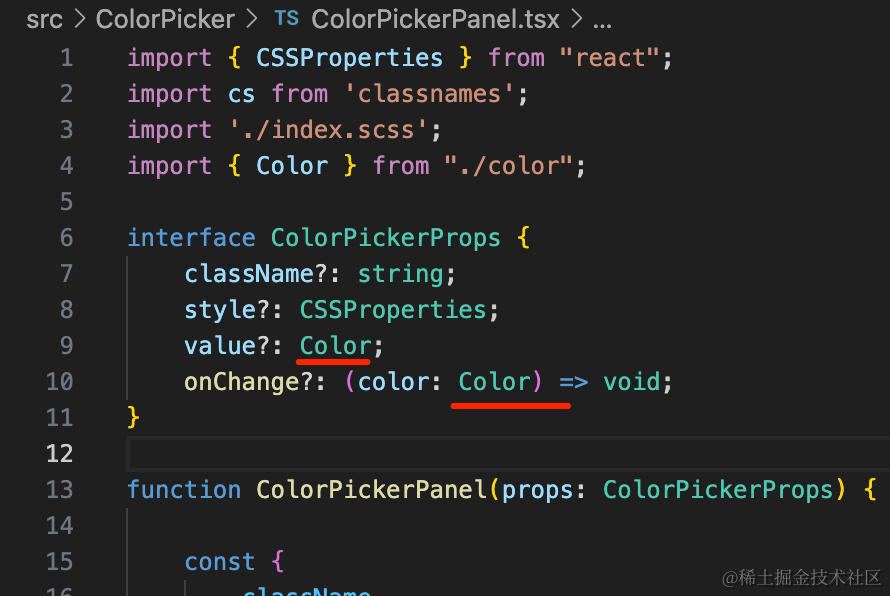 src > ColorPicker > TS ColorPickerPanel.tsx > ...
1 import { CSSProperties } from "react";
2 import cs from 'classnames';
3 import './index.scss';
4 import { Color } from "./color";
5
6 interface ColorPickerProps {
7 className?: string;
8 style?: CSSProperties;
9 value?: Color;
10 onChange?: (color: Color) => void;
11 }
12
13 function ColorPickerPanel(props: ColorPickerProps) {
14
15 const {
16 className
@稀土掘金技术社区